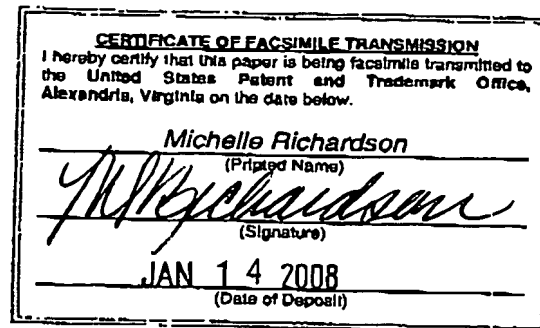 CERTIFICATE OF FACSIMILE TRANSMISSION
I hereby certify that this paper is being facsimile transmitted to
the United States Patent and Trademark Office,
Alexandria, Virginia on the date below.
Michelle Richardson
(Printed Name)
MRichardson
(Signature)
JAN 14 2008
(Date of Deposit)